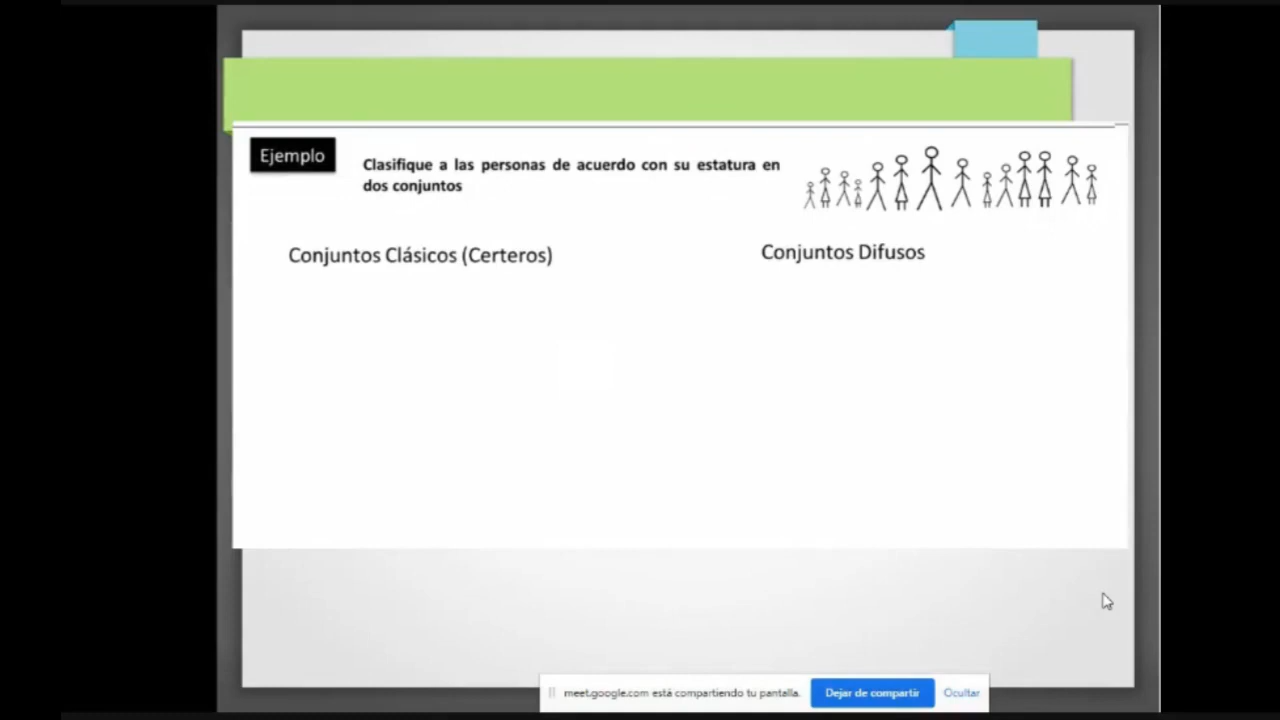 Ejemplo
Clasifique a las personas de acuerdo con su estatura en
dos conjuntos
Conjuntos Clásicos (Certeros)
Conjuntos Difusos
meet.google.com está compartiendo tu pantalla.
Dejar de compartir
Ocultar